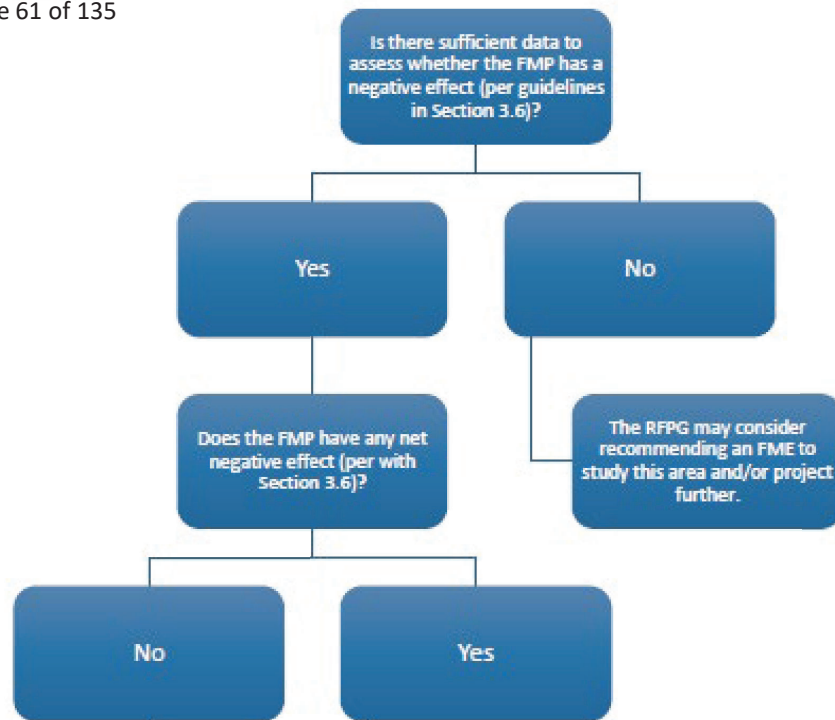 e 61 of 135
Is there sufficient data to
assess whether the FMP has a
negative effect (per guidelines
in Section 3.6)?
Yes
No
Does the FMP have any net
negative effect (per with
Section 3.6)?
The RFPG may consider
recommending an FME to
study this area and/or project
further.
No
Yes